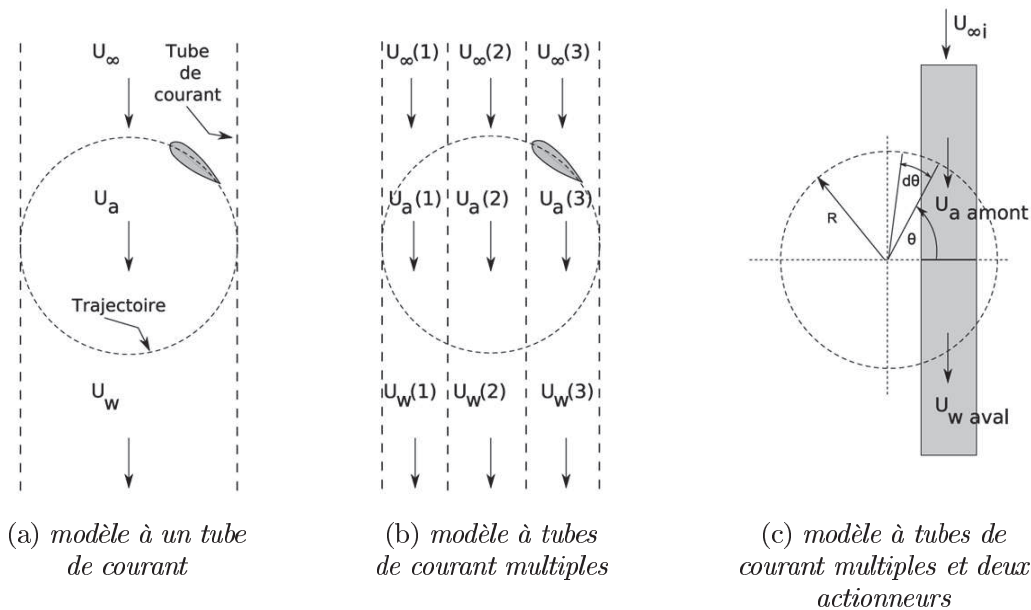 U∞
Tube
de
courant
Ua
Trajectoire
Uw
(a) modèle à un tube
de courant
U∞(1) U∞(2) U∞(3)
Ua(1) Ua(2) Ua(3)
Uw(1) Uw(2) Uw(3)
(b) modèle à tubes
de courant multiples
U∞i
dθ
R
Ua amont
θ
Uw aval
(c) modèle à tubes de
courant multiples et deux
actionneurs